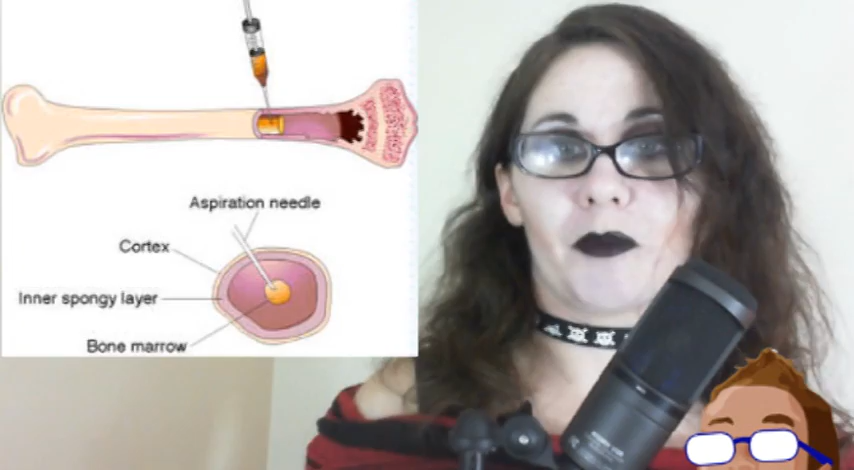 Aspiration needle
Cortex
Inner spongy layer
Bone marrow